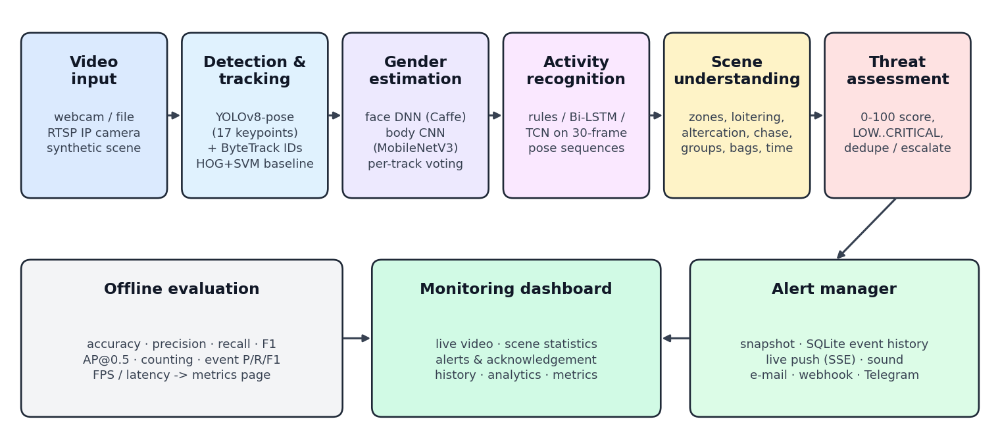 Video
input
webcam / file
RTSP IP camera
synthetic scene
Detection &
tracking
YOLOv8-pose
(17 keypoints)
+ ByteTrack IDs
HOG+SVM baseline
Gender
estimation
face DNN (Caffe)
body CNN
(MobileNetV3)
per-track voting
Activity
recognition
rules / Bi-LSTM /
TCN on 30-frame
pose sequences
Scene
understanding
zones, loitering,
altercation, chase,
groups, bags, time
Threat
assessment
0-100 score,
LOW..CRITICAL,
dedupe / escalate
Offline evaluation
accuracy · precision · recall · F1
AP@0.5 · counting · event P/R/F1
FPS / latency -> metrics page
Monitoring dashboard
live video · scene statistics
alerts & acknowledgement
history · analytics · metrics
Alert manager
snapshot · SQLite event history
live push (SSE) · sound
e-mail · webhook · Telegram